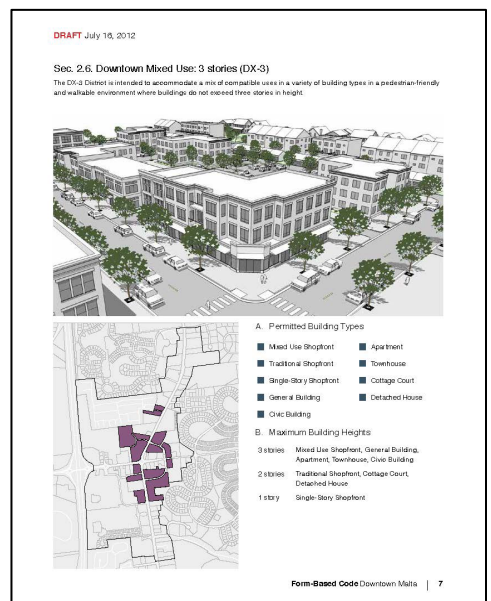 DRAFT July 16, 2012
Sec. 2.6. Downtown Mixed Use: 3 stories (DX-3)
The DX-3 District is intended to accommodate a mix of compatible uses in a variety of building types in a pedestrian-friendly
and walkable environment where buildings do not exceed three stories in height.
A. Permitted Building Types
Mixed Use Shopfront
Traditional Shopfront
Single-Story Shopfront
General Building
Civic Building
Apartment
Townhouse
Cottage Court
Detached House
B. Maximum Building Heights
3 stories Mixed Use Shopfront, General Building,
Apartment, Townhouse, Civic Building
2 stories Traditional Shopfront, Cottage Court,
Detached House
1 story Single-Story Shopfront
Form-Based Code Downtown Malta | 7